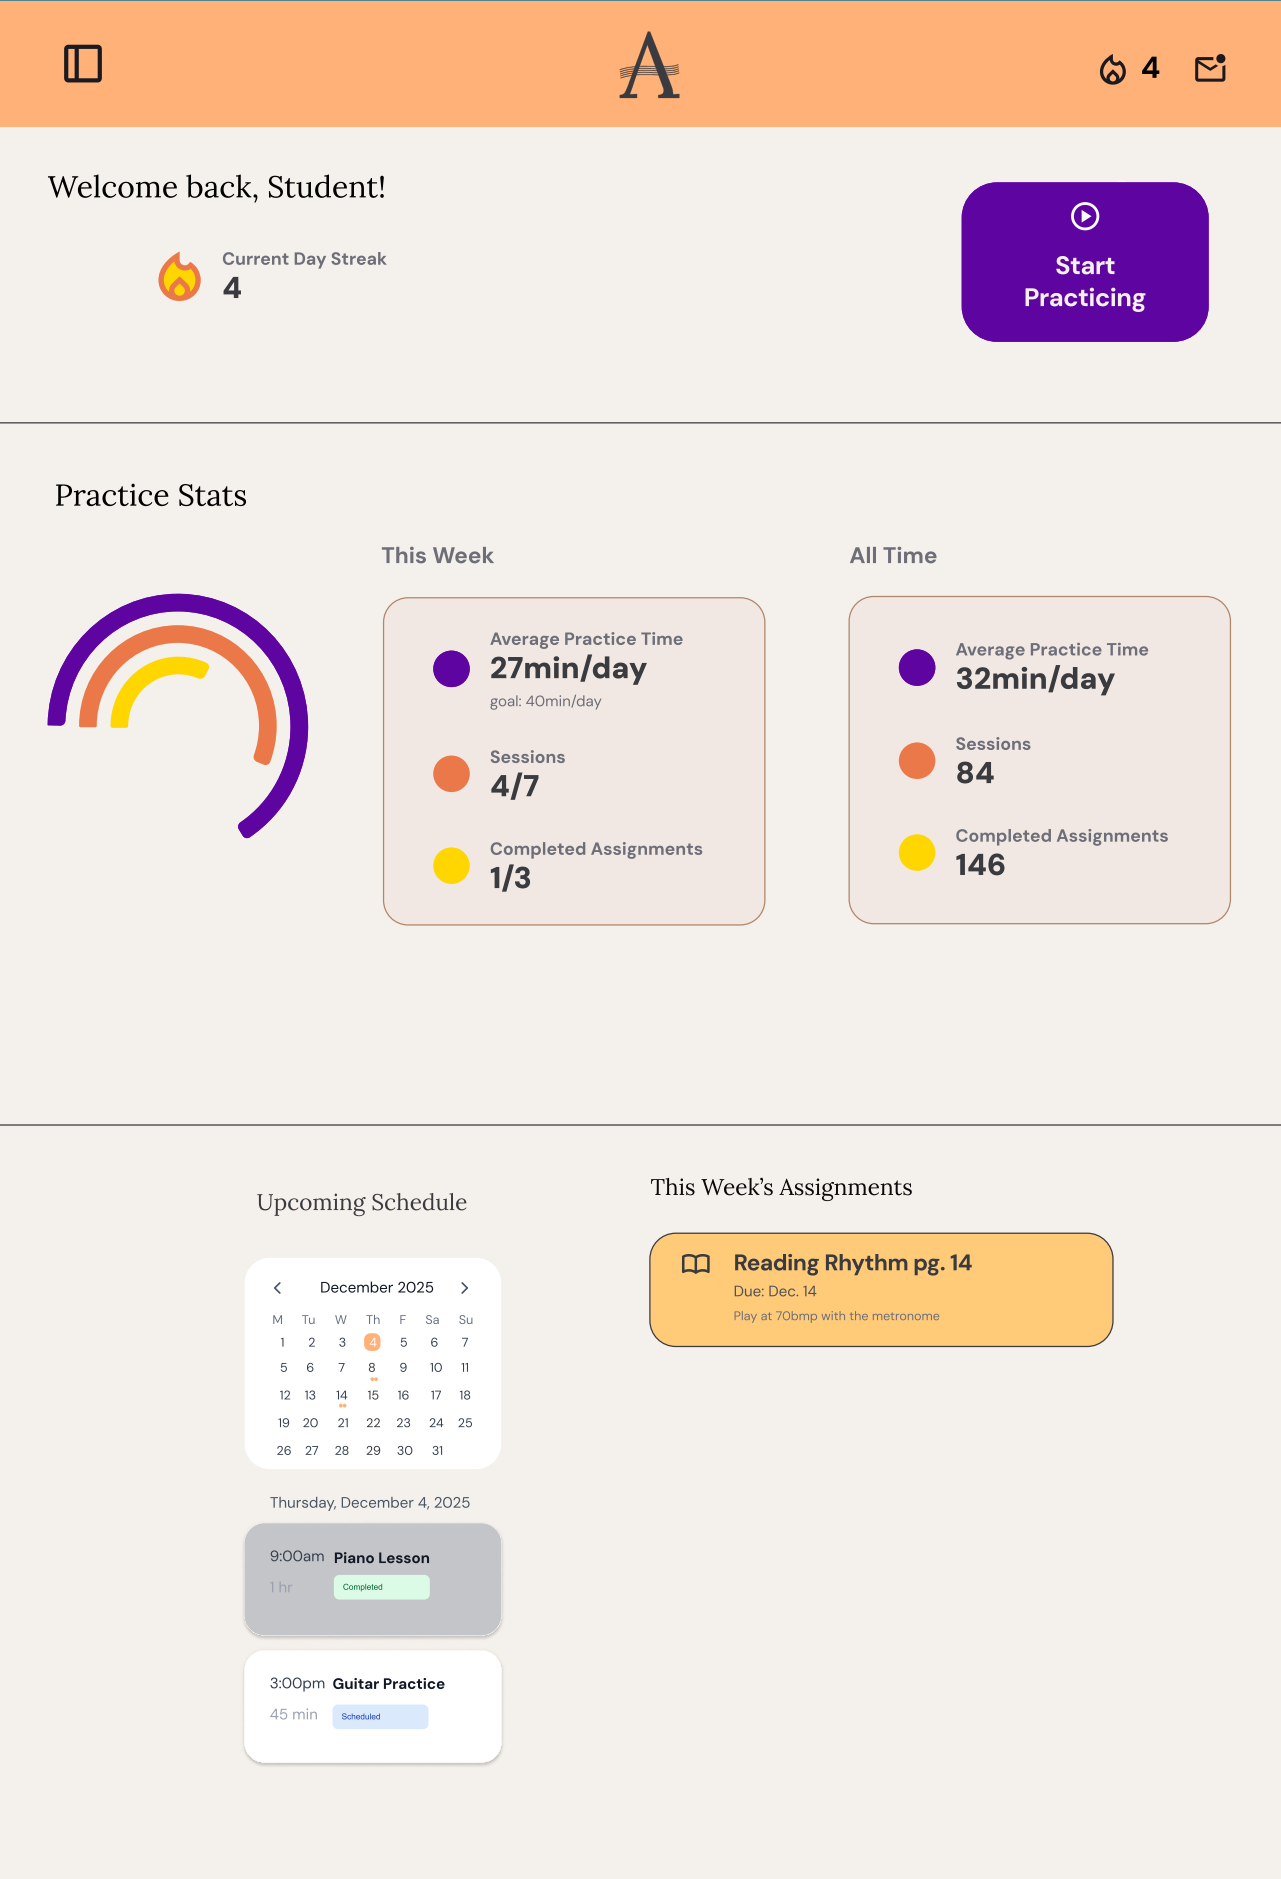 A
4
Welcome back, Student!
Current Day Streak
4
Start
Practicing
Practice Stats
This Week
Average Practice Time
27min/day
goal: 40min/day
Sessions
4/7
Completed Assignments
1/3
All Time
Average Practice Time
32min/day
Sessions
84
Completed Assignments
146
Upcoming Schedule
December 2025
M Tu W Th F Sa Su
1 2 3 4 5 6 7
5 6 7 8 9 10 11
12 13 14 15 16 17 18
19 20 21 22 23 24 25
26 27 28 29 30 31
Thursday, December 4, 2025
9:00am Piano Lesson
1 hr Completed
3:00pm Guitar Practice
45 min Scheduled
This Week’s Assignments
Reading Rhythm pg. 14
Due: Dec. 14
Play at 70bmp with the metronome